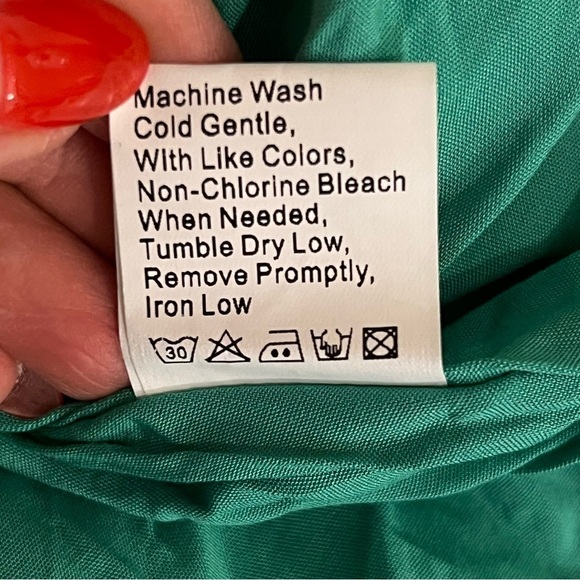 Machine Wash
Cold Gentle,
With Like Colors,
Non-Chlorine Bleach
When Needed,
Tumble Dry Low,
Remove Promptly,
Iron Low
30